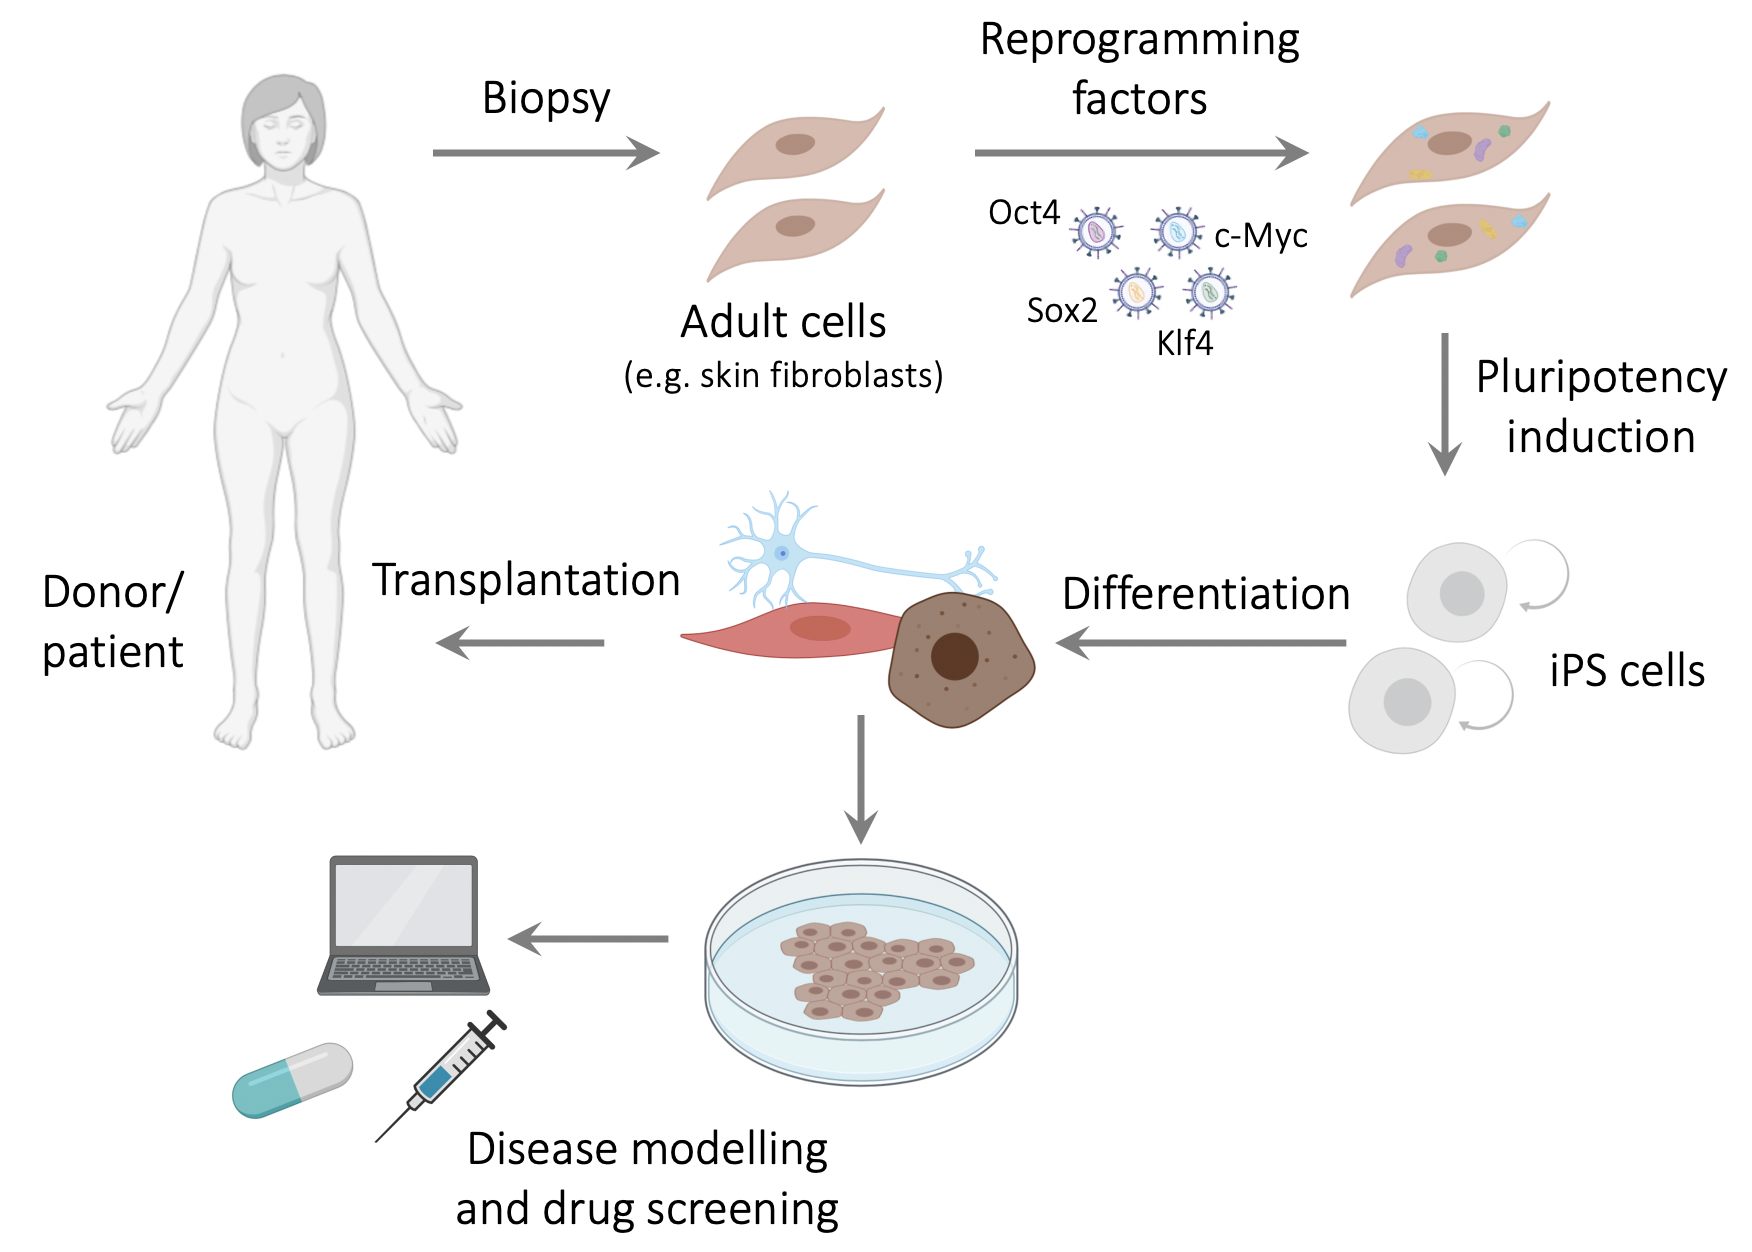 Biopsy
Reprogramming
factors
Oct4
c-Myc
Sox2
Klf4
Adult cells
(e.g. skin fibroblasts)
Pluripotency
induction
Donor/
patient
Transplantation
Differentiation
iPS cells
Disease modelling
and drug screening